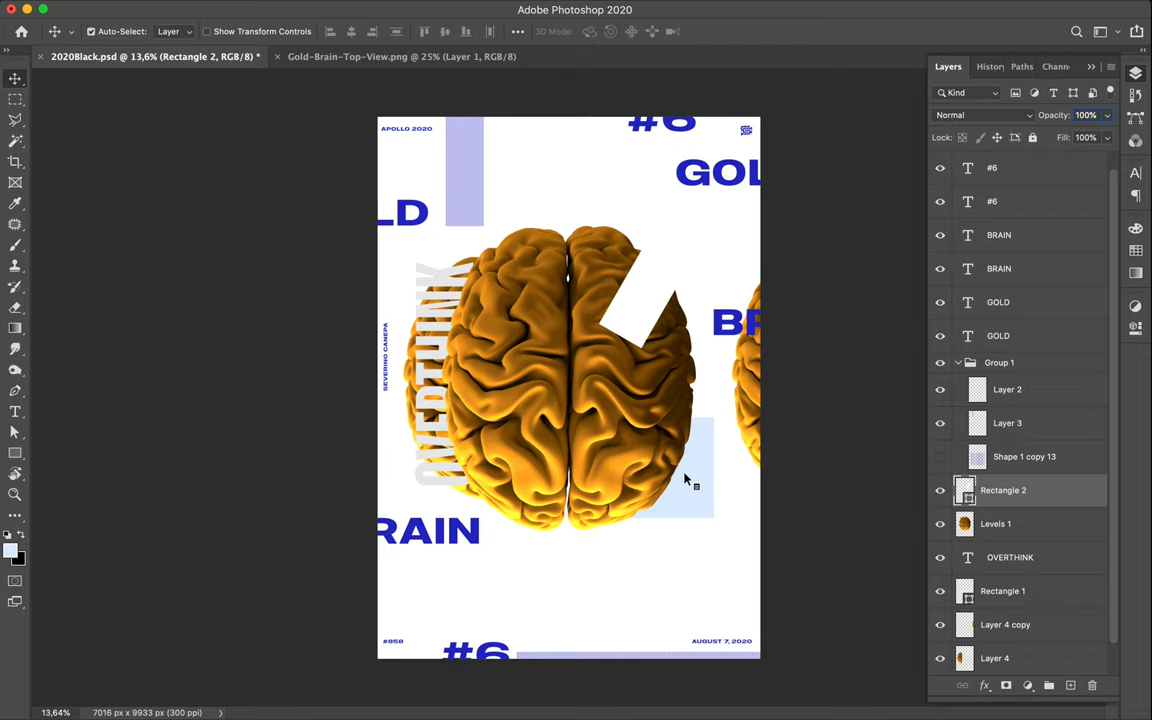 Adobe Photoshop 2020
Auto-Select: Layer Show Transform Controls ••• 3D Mode:
2020Black.psd @ 13,6% (Rectangle 2, RGB/8) *
Gold-Brain-Top-View.png @ 25% (Layer 1, RGB/8)
Layers History Paths Chann
Kind
Normal Opacity: 100%
Lock: Fill: 100%
#6
#6
BRAIN
BRAIN
GOLD
GOLD
Group 1
Layer 2
Layer 3
Shape 1 copy 13
Rectangle 2
Levels 1
OVERTHINK
Rectangle 1
Layer 4 copy
Layer 4
APOLLO 2020
#6
GOL
LD
OVERTHINK
SEVERINO CANEPA
BR
RAIN
#858
#6
AUGUST 7, 2020
13,64% 7016 px x 9933 px (300 ppi)